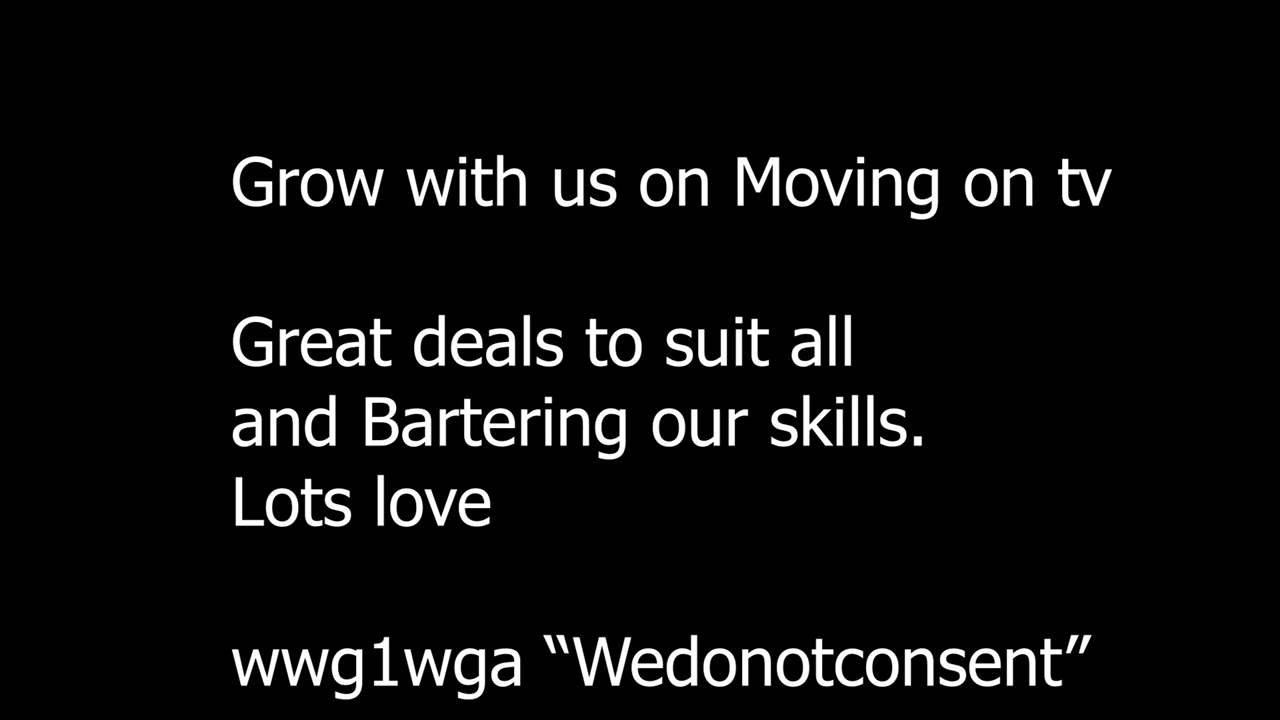 Grow with us on Moving on tv
Great deals to suit all
and Bartering our skills.
Lots love
wwg1wga “Wedonotconsent”